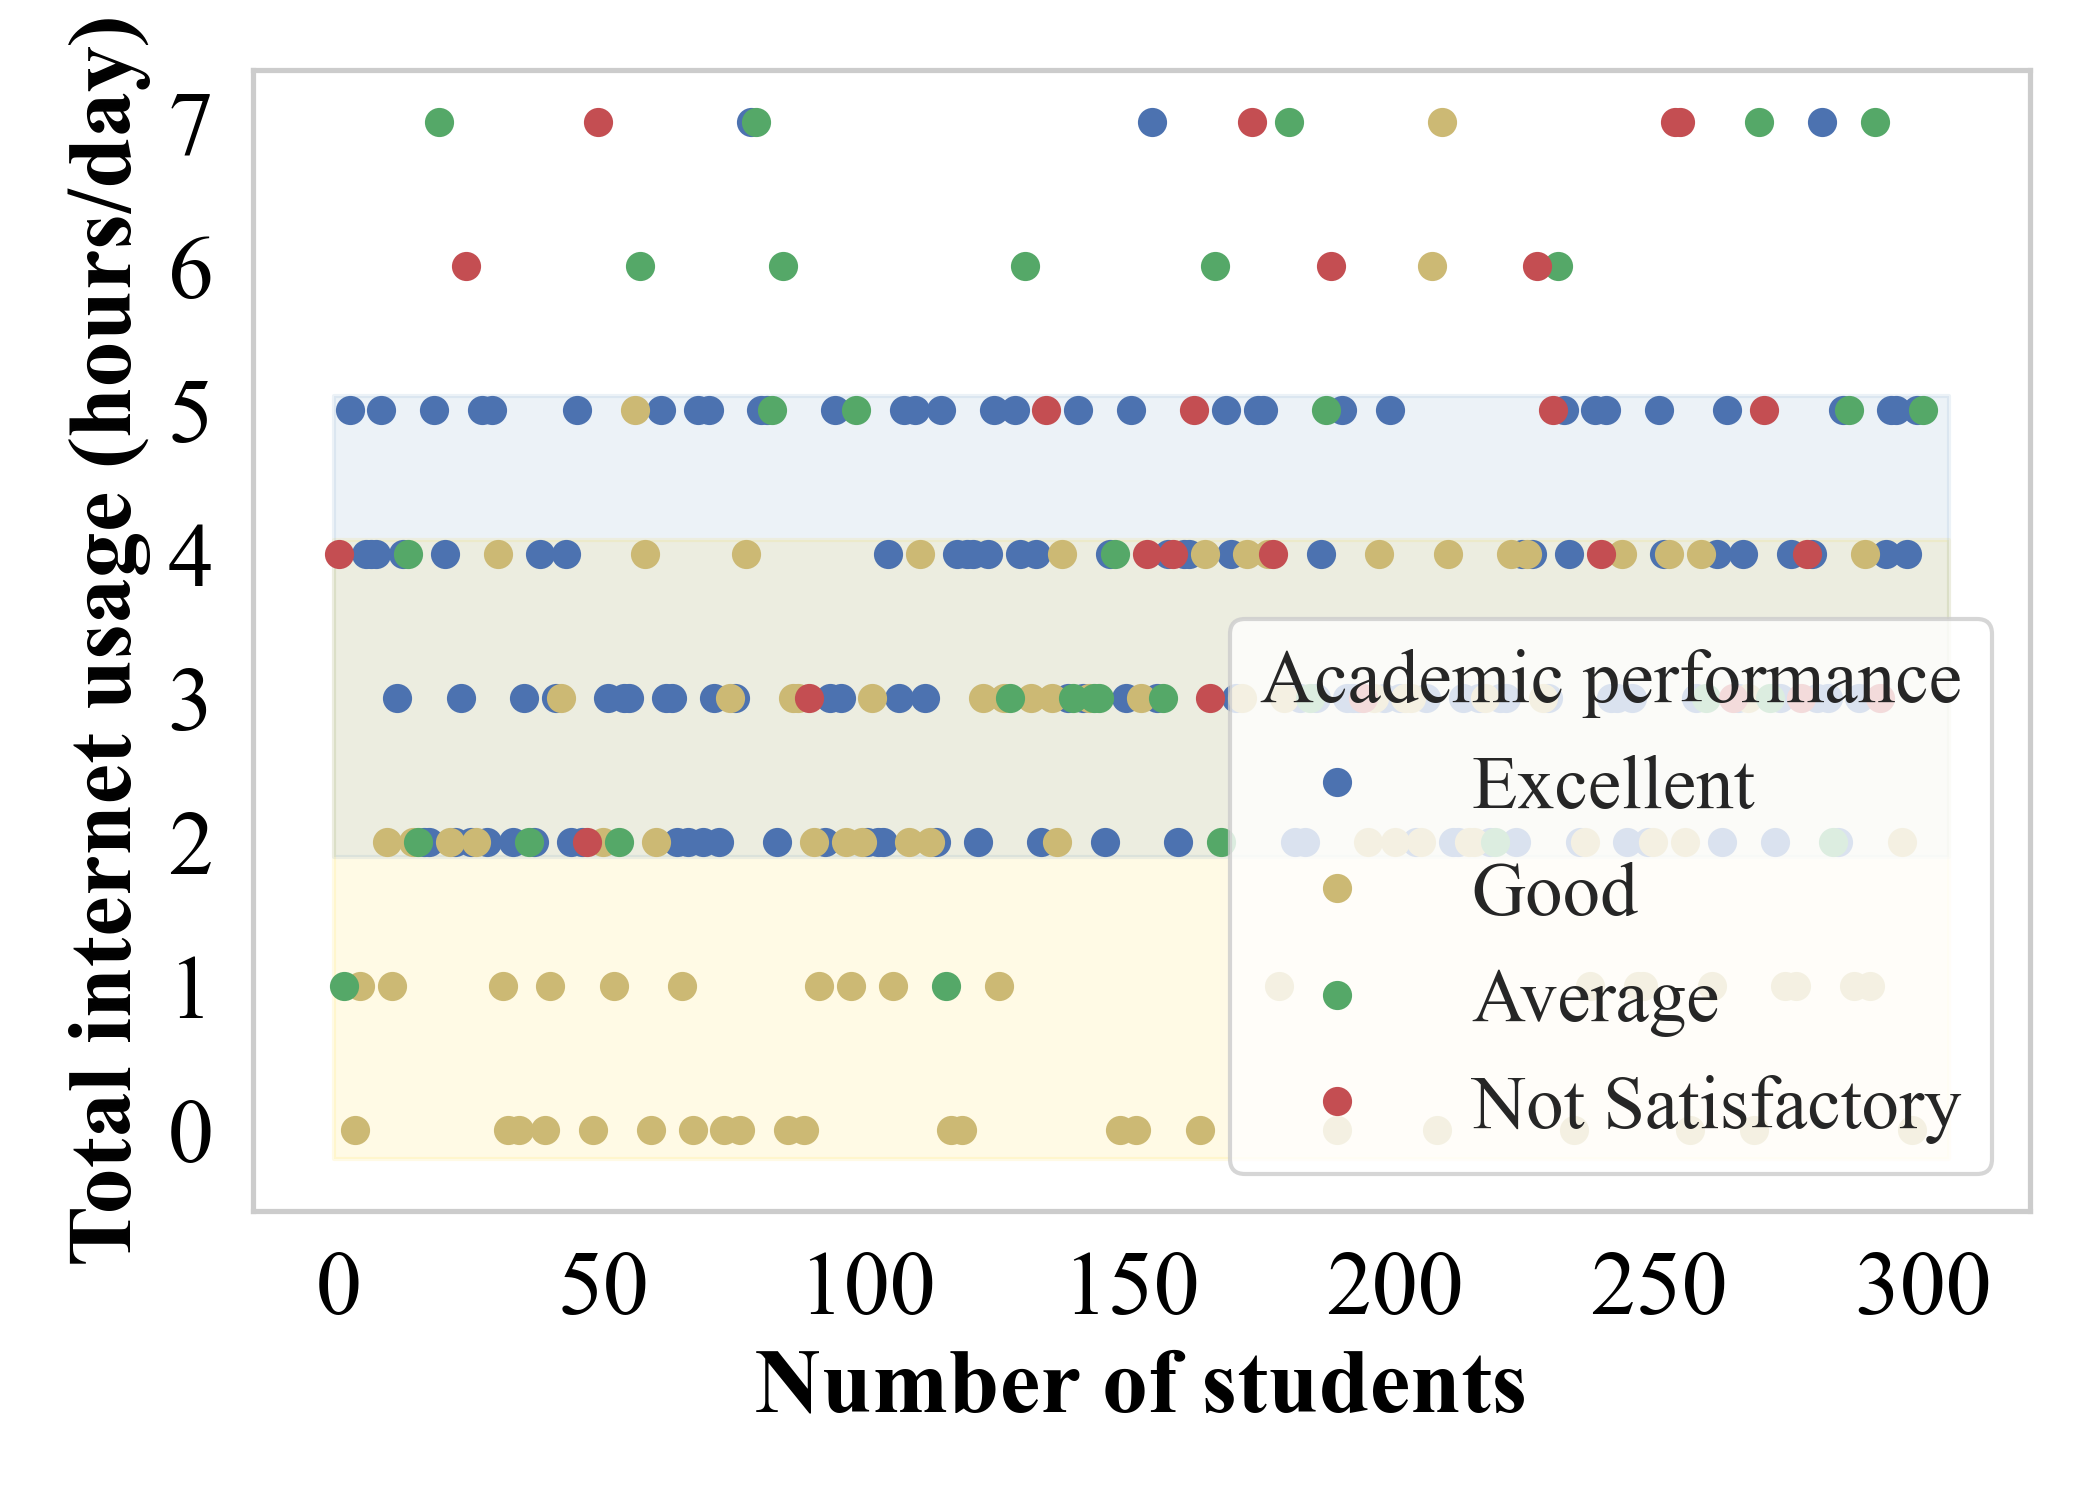 Total internet usage (hours/day)
7
6
5
4
3
2
1
0
Academic performance
Excellent
Good
Average
Not Satisfactory
0 50 100 150 200 250 300
Number of students